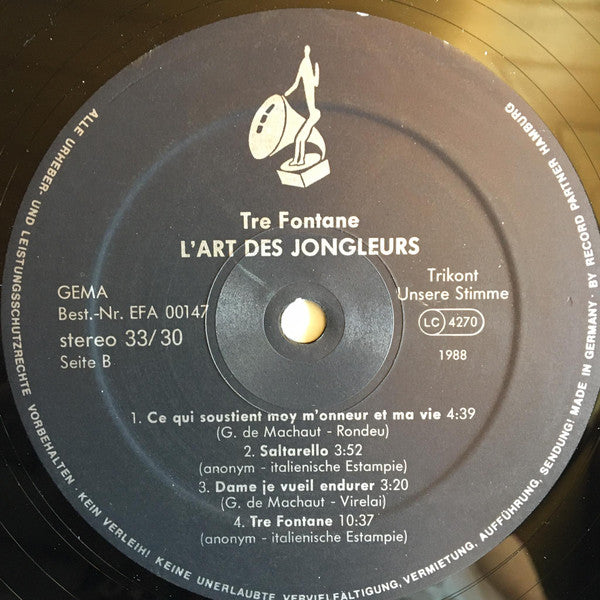 Tre Fontane
L'ART DES JONGLEURS
GEMA
Best.-Nr. EFA 00147
stereo 33/30
Seite B
Trikont
Unsere Stimme
LC 4270
1988
1. Ce qui soustient moy m'onneur et ma vie 4:39
(G. de Machaut - Rondeu)
2. Saltarello 3:52
(anonym - italienische Estampie)
3. Dame je vueil endurer 3:20
(G. de Machaut - Virelai)
4. Tre Fontane 10:37
(anonym - italienische Estampie)
ALLE URHEBER- UND LEISTUNGSSCHUTZRECHTE VORBEHALTEN · KEIN VERLEIH! KEINE UNERLAUBTE VERVIELFÄLTIGUNG, VERMIETUNG, AUFFÜHRUNG, SENDUNG! MADE IN GERMANY · BY RECORD PARTNER HAMBURG